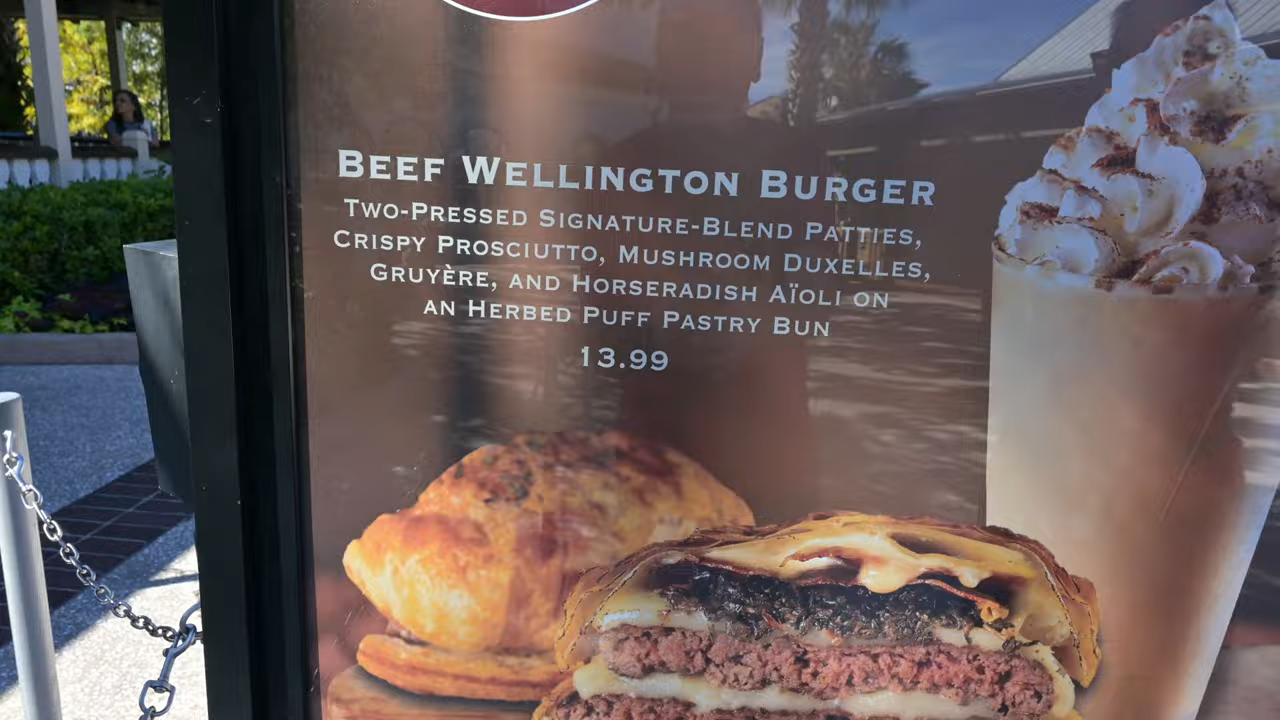 Beef Wellington Burger
Two-Pressed Signature-Blend Patties,
Crispy Prosciutto, Mushroom Duxelles,
Gruyère, and Horseradish Aïoli on
an Herbed Puff Pastry Bun
13.99